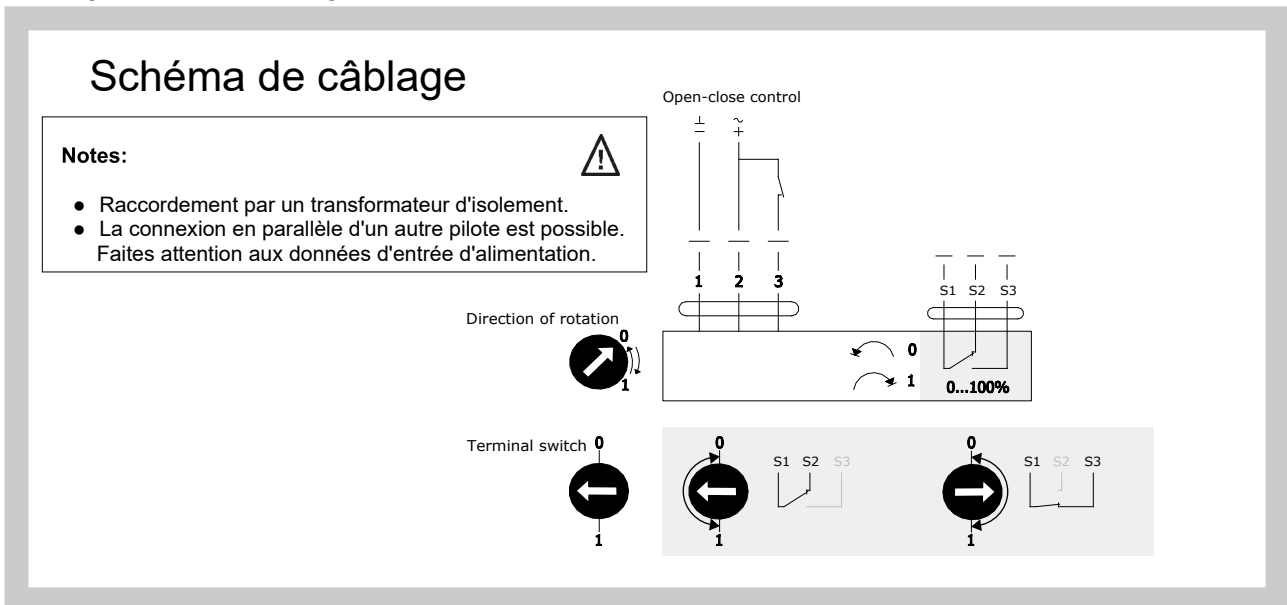 Schéma de câblage
Notes:
● Raccordement par un transformateur d'isolement.
● La connexion en parallèle d'un autre pilote est possible.
Faites attention aux données d'entrée d'alimentation.
Open-close control
⊥ ~
− +
1 2 3
S1 S2 S3
Direction of rotation
0
1
0
1
0...100%
Terminal switch 0
1
0
S1 S2 S3
1
0
S1 S2 S3
1